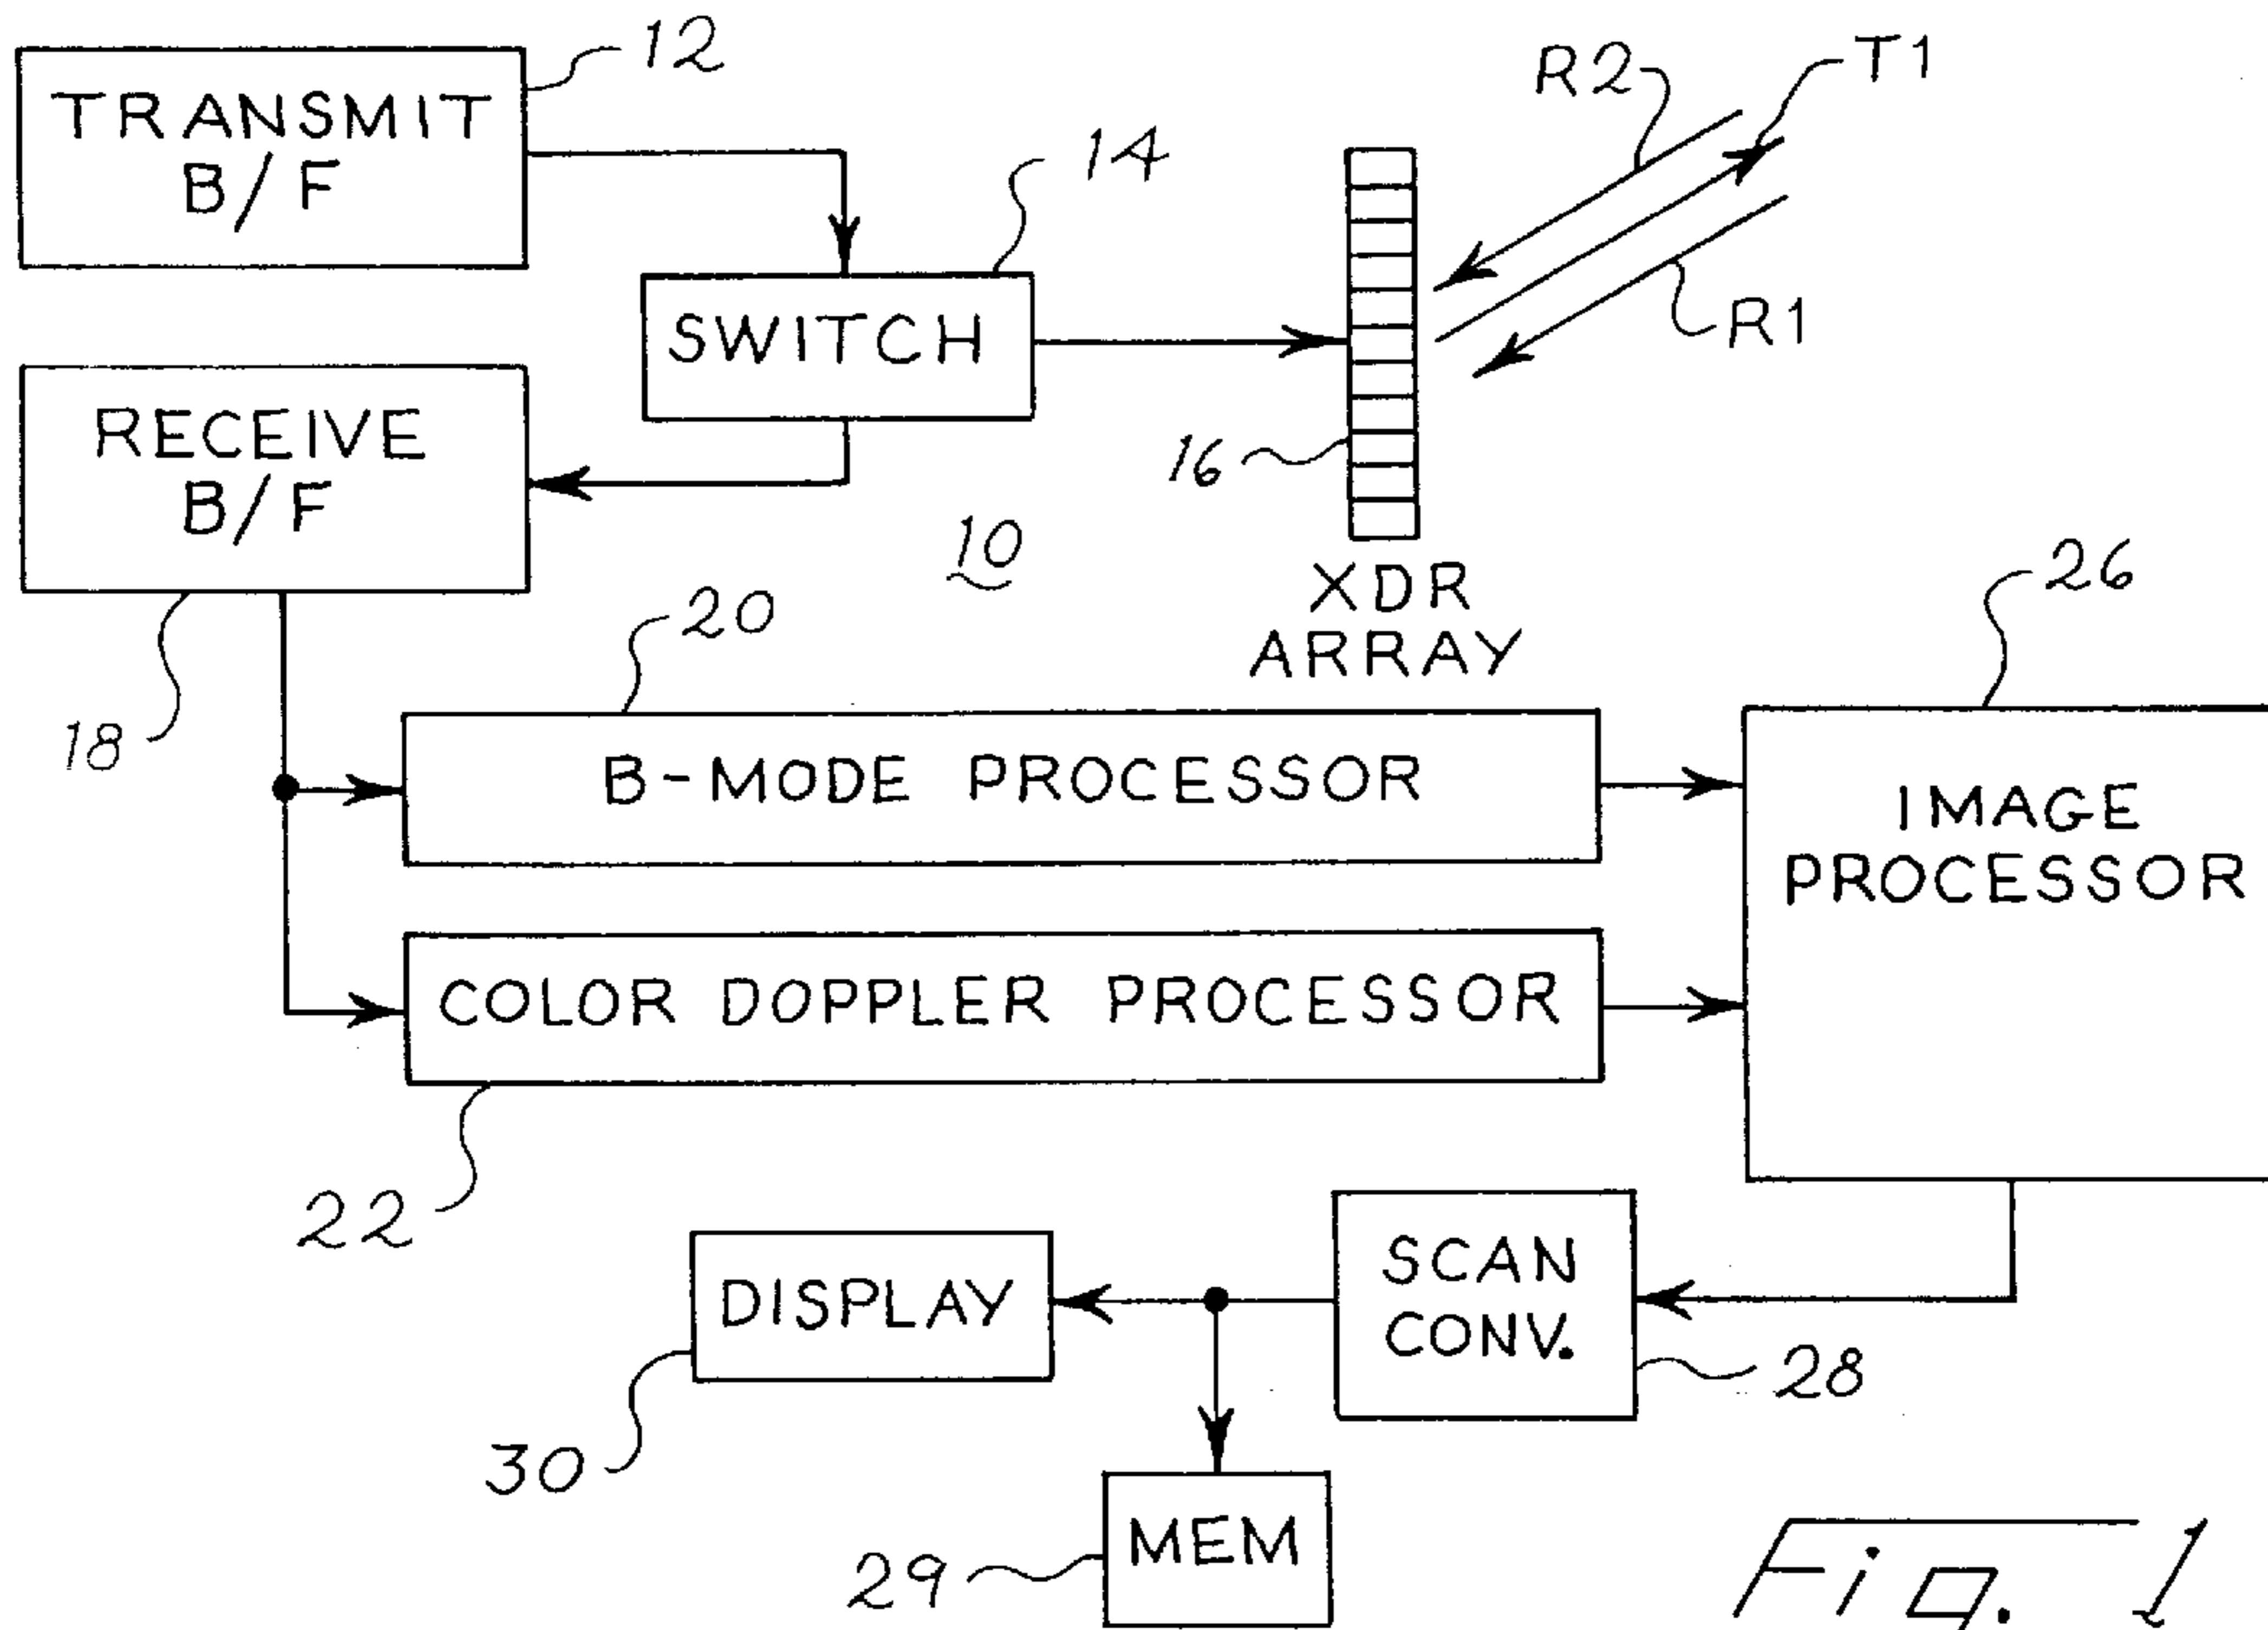 12
TRANSMIT
B/F
R2
T1
14
SWITCH
R1
RECEIVE
B/F
16
10
XDR
ARRAY
18
20
26
B-MODE PROCESSOR
IMAGE
PROCESSOR
COLOR DOPPLER PROCESSOR
22
SCAN
CONV.
28
DISPLAY
30
MEM
29
Fig. 1